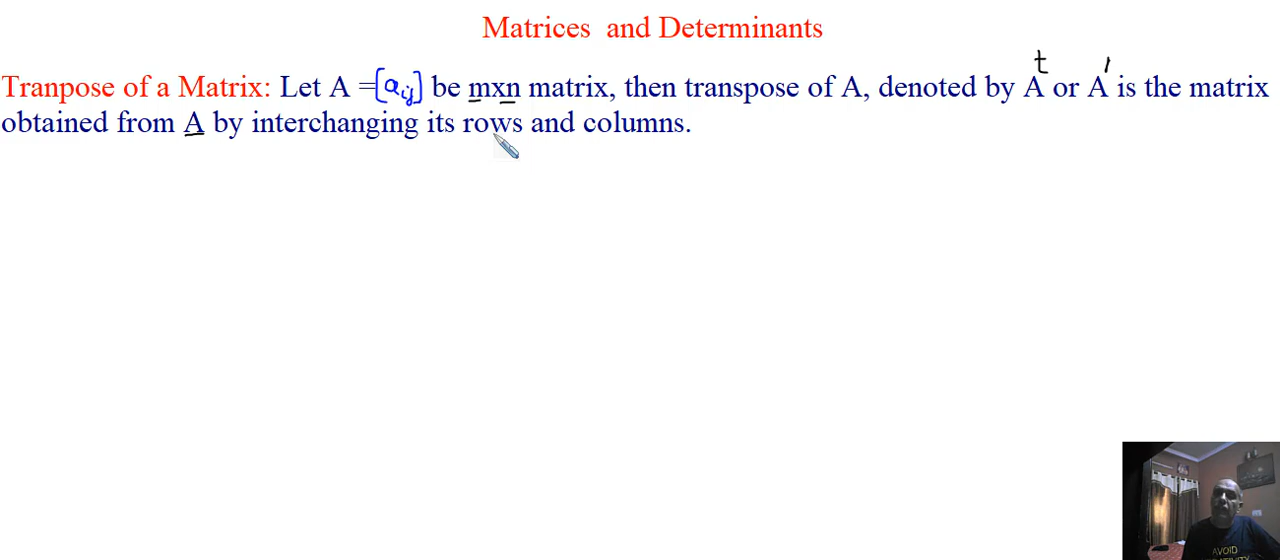 Matrices and Determinants
Tranpose of a Matrix: Let A =[aij] be mxn matrix, then transpose of A, denoted by A^t or A' is the matrix
obtained from A by interchanging its rows and columns.
AVOID